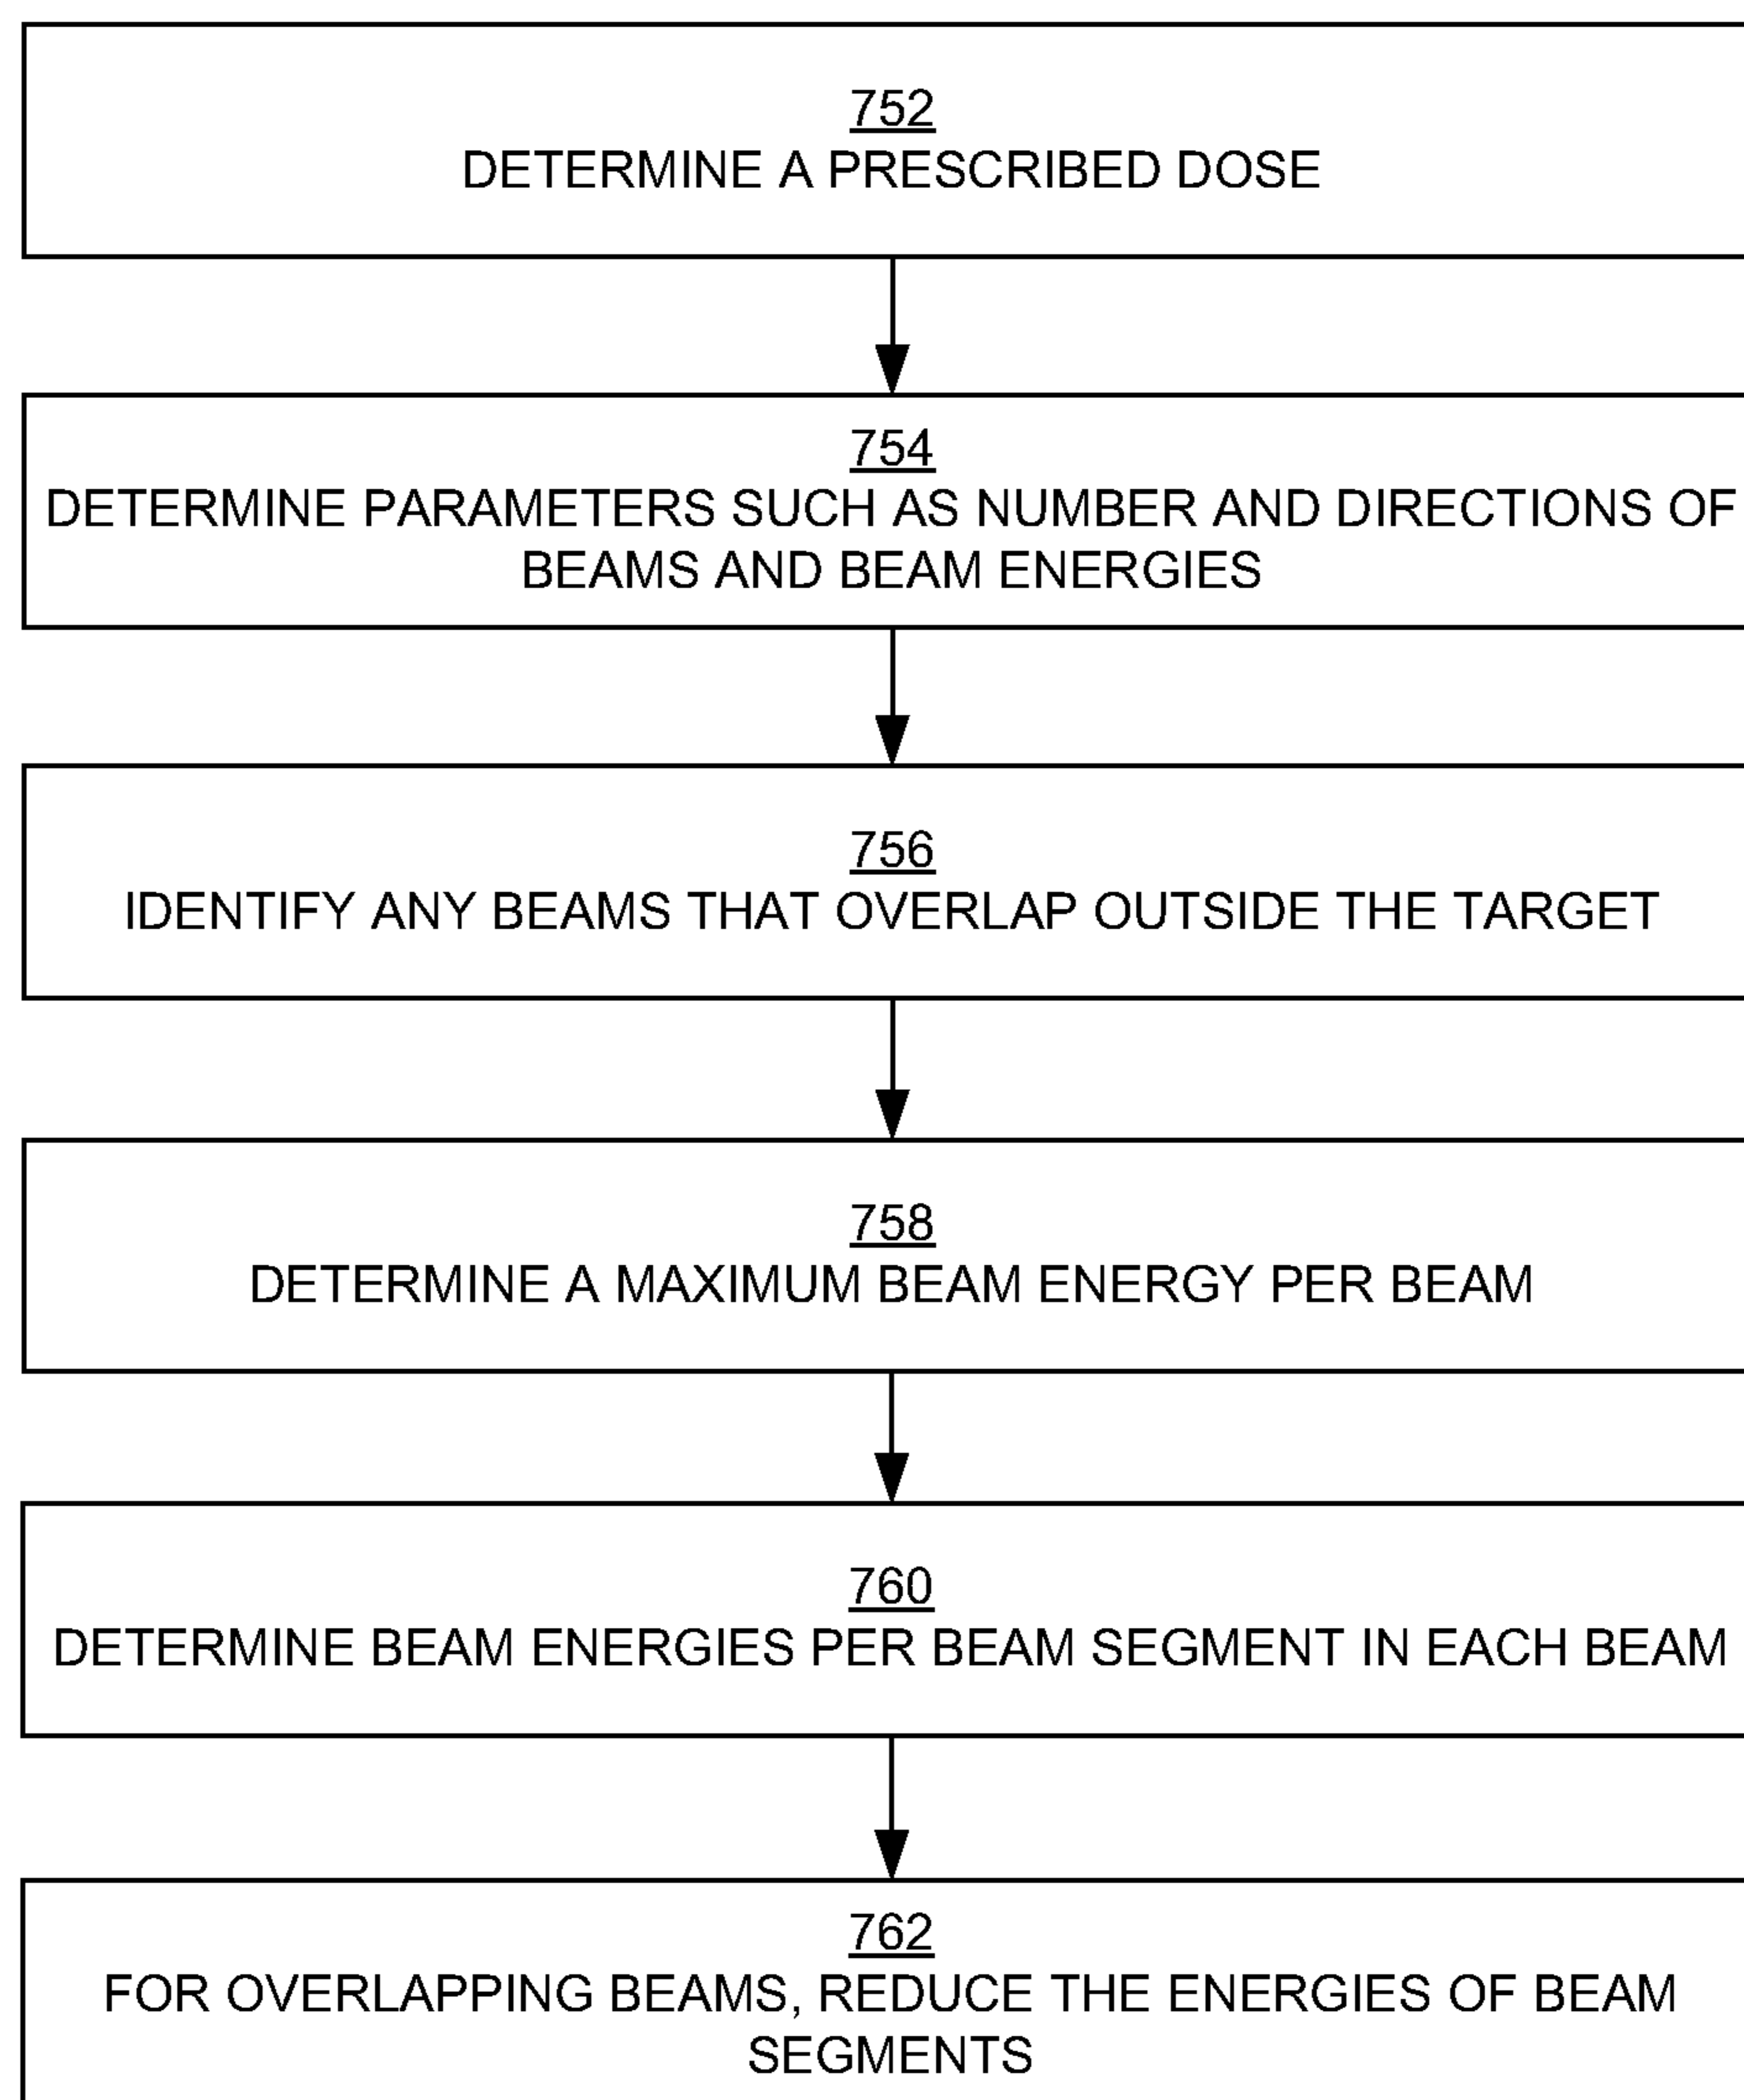 752
DETERMINE A PRESCRIBED DOSE
754
DETERMINE PARAMETERS SUCH AS NUMBER AND DIRECTIONS OF
BEAMS AND BEAM ENERGIES
756
IDENTIFY ANY BEAMS THAT OVERLAP OUTSIDE THE TARGET
758
DETERMINE A MAXIMUM BEAM ENERGY PER BEAM
760
DETERMINE BEAM ENERGIES PER BEAM SEGMENT IN EACH BEAM
762
FOR OVERLAPPING BEAMS, REDUCE THE ENERGIES OF BEAM
SEGMENTS